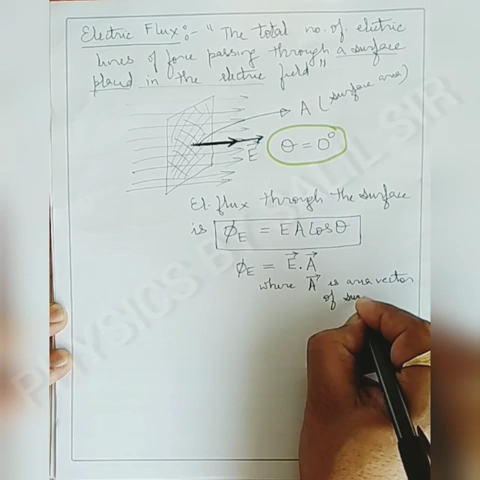 Electric Flux:- "The total no. of electric
lines of force passing through a surface
placed in the electric field"
A (surface area)
E
θ = 0°
El. flux through the surface
is ϕE = EA Cosθ
ϕE = E⃗.A⃗
where A⃗ is area vector
of su
PHYSICS BY SALIL SIR